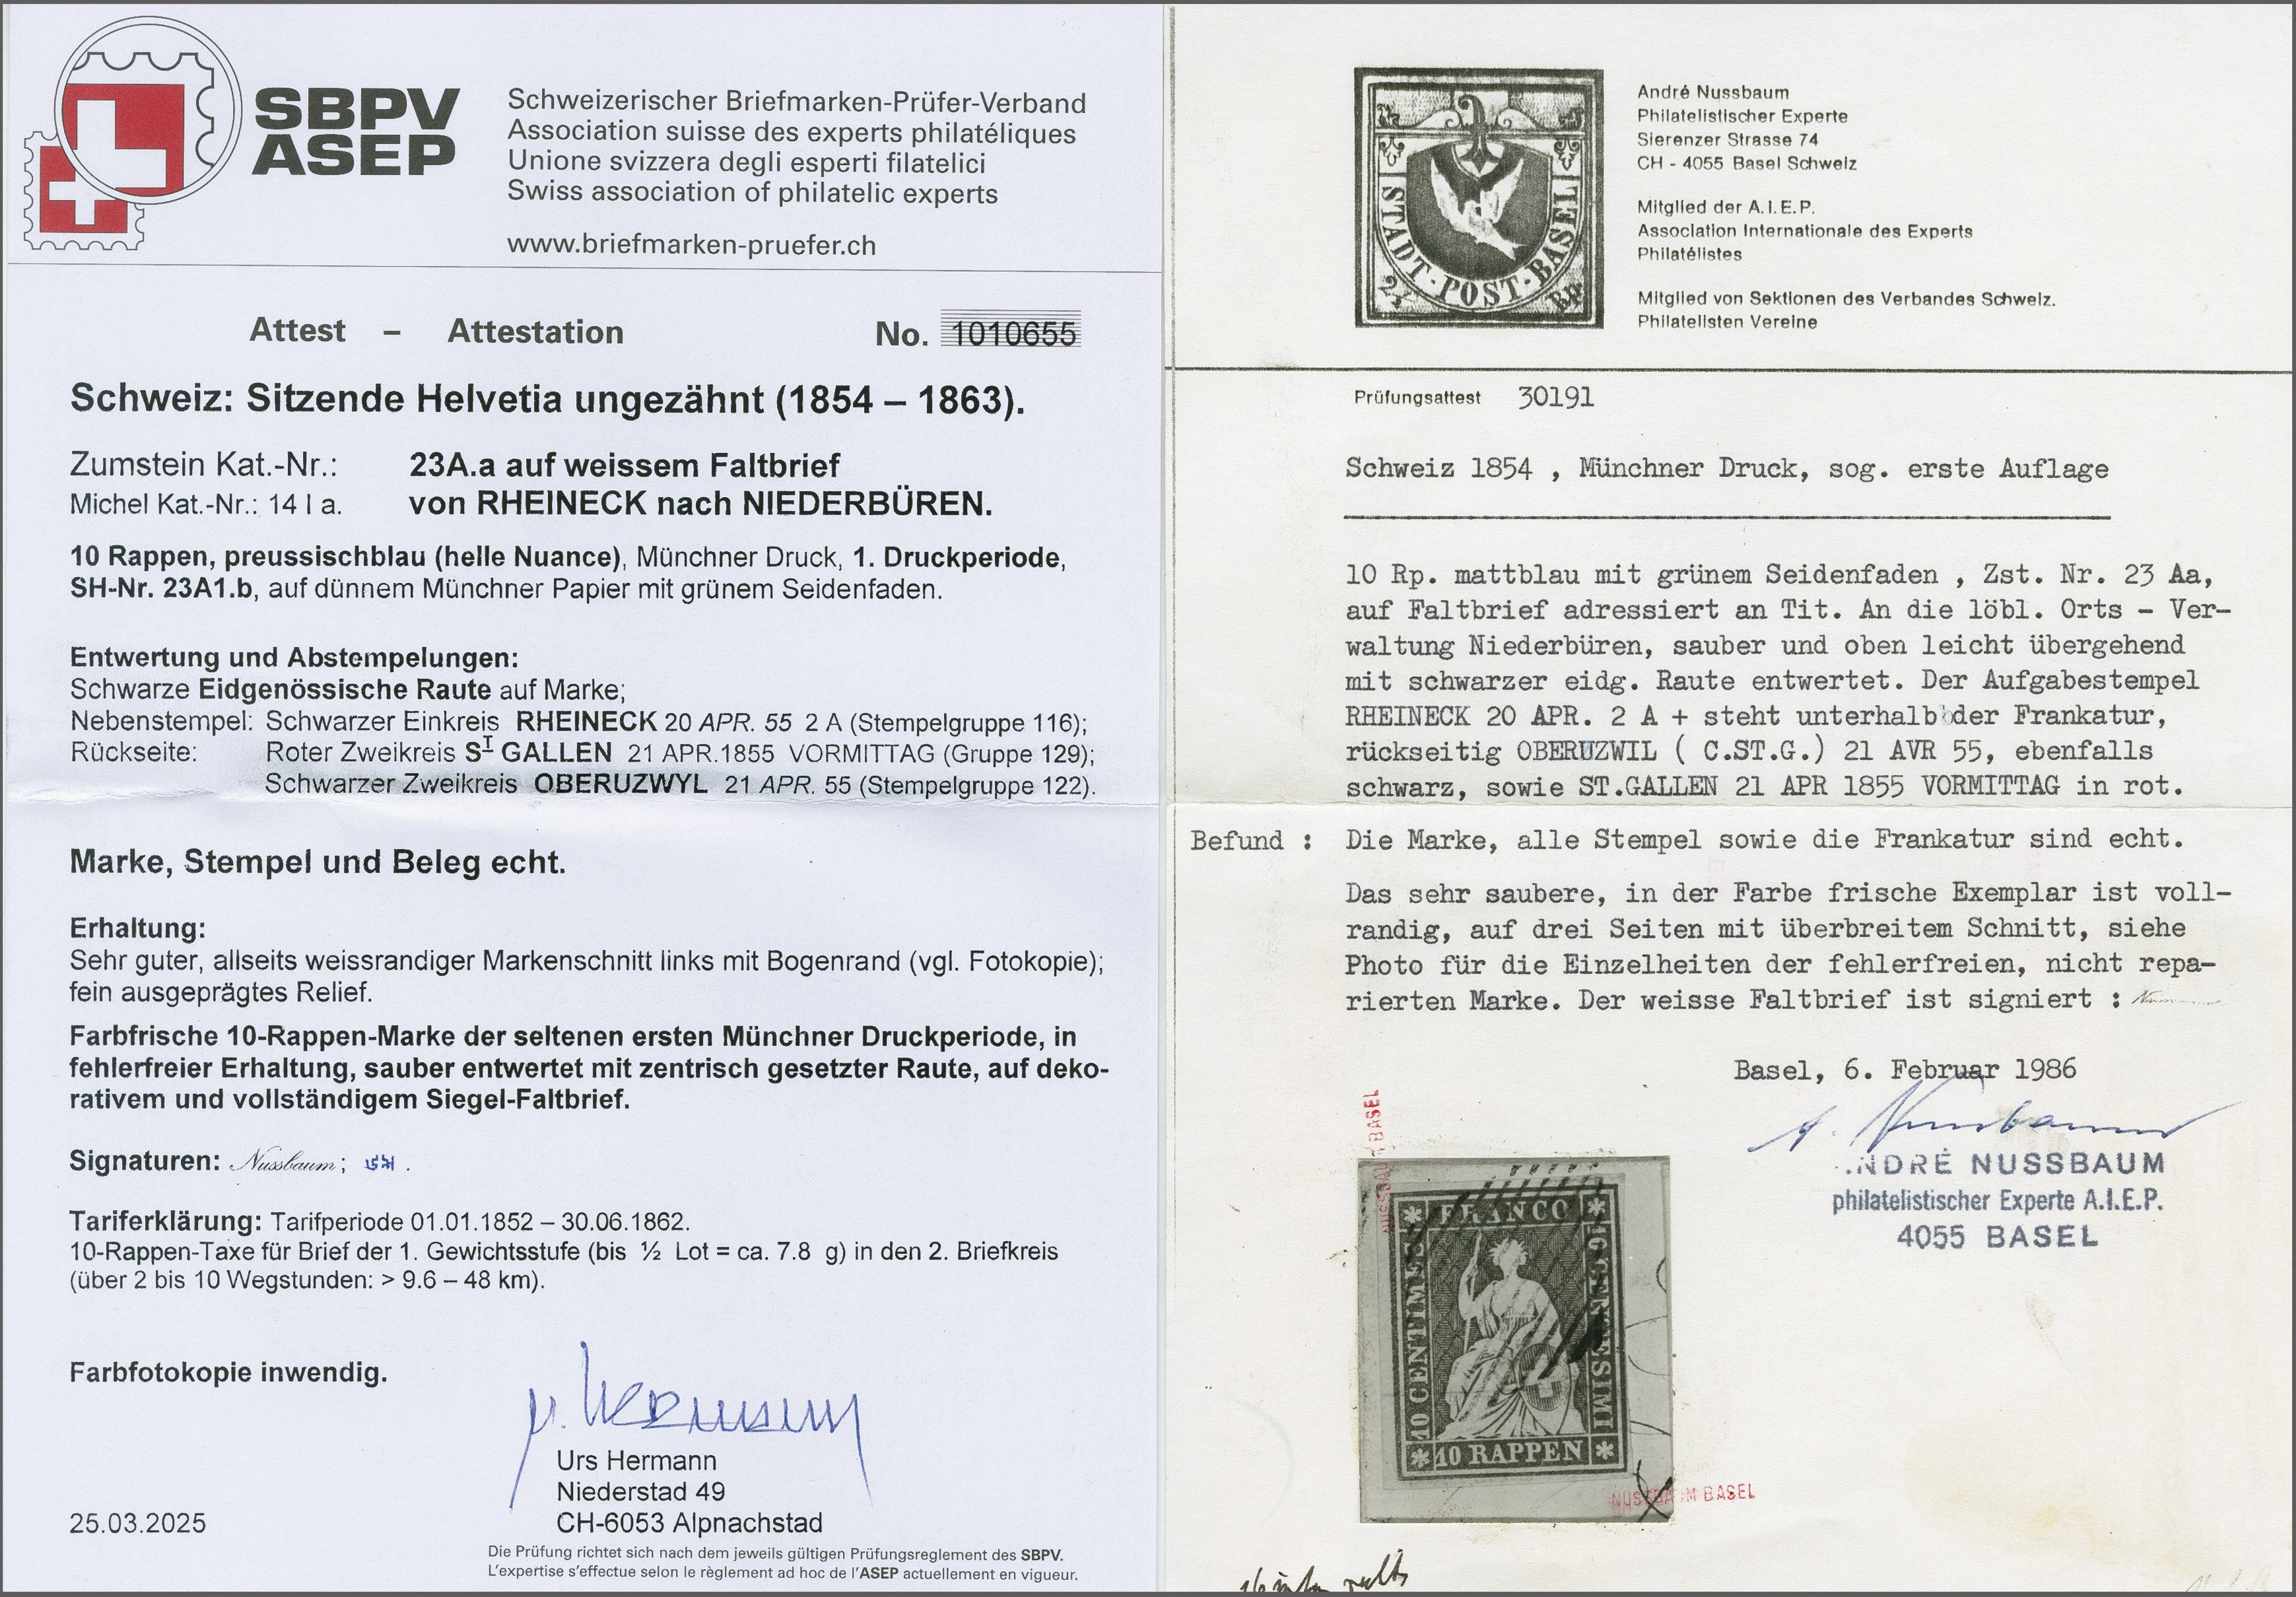 SBPV
ASEP
Schweizerischer Briefmarken-Prüfer-Verband
Association suisse des experts philatéliques
Unione svizzera degli esperti filatelici
Swiss association of philatelic experts
www.briefmarken-pruefer.ch
Attest – Attestation No. 1010655
Schweiz: Sitzende Helvetia ungezähnt (1854 – 1863).
Zumstein Kat.-Nr.: 23A.a auf weissem Faltbrief
Michel Kat.-Nr.: 14 I a. von RHEINECK nach NIEDERBÜREN.
10 Rappen, preussischblau (helle Nuance), Münchner Druck, 1. Druckperiode,
SH-Nr. 23A1.b, auf dünnem Münchner Papier mit grünem Seidenfaden.
Entwertung und Abstempelungen:
Schwarze Eidgenössische Raute auf Marke;
Nebenstempel: Schwarzer Einkreis RHEINECK 20 APR. 55 2 A (Stempelgruppe 116);
Rückseite: Roter Zweikreis SI GALLEN 21 APR.1855 VORMITTAG (Gruppe 129);
Schwarzer Zweikreis OBERUZWYL 21 APR. 55 (Stempelgruppe 122).
Marke, Stempel und Beleg echt.
Erhaltung:
Sehr guter, allseits weissrandiger Markenschnitt links mit Bogenrand (vgl. Fotokopie);
fein ausgeprägtes Relief.
Farbfrische 10-Rappen-Marke der seltenen ersten Münchner Druckperiode, in
fehlerfreier Erhaltung, sauber entwertet mit zentrisch gesetzter Raute, auf deko-
rativem und vollständigem Siegel-Faltbrief.
Signaturen: Nussbaum; .
Tariferklärung: Tarifperiode 01.01.1852 – 30.06.1862.
10-Rappen-Taxe für Brief der 1. Gewichtsstufe (bis ½ Lot = ca. 7.8 g) in den 2. Briefkreis
(über 2 bis 10 Wegstunden: > 9.6 – 48 km).
Farbfotokopie inwendig.
u. Hermann
Urs Hermann
Niederstad 49
CH-6053 Alpnachstad
25.03.2025
Die Prüfung richtet sich nach dem jeweils gültigen Prüfungsreglement des SBPV.
L'expertise s'effectue selon le règlement ad hoc de l'ASEP actuellement en vigueur.
STADT·POST·BASEL
2½ Rp.
André Nussbaum
Philatelistischer Experte
Sierenzer Strasse 74
CH - 4055 Basel Schweiz
Mitglied der A.I.E.P.
Association Internationale des Experts
Philatélistes
Mitglied von Sektionen des Verbandes Schweiz.
Philatelisten Vereine
Prüfungsattest 30191
Schweiz 1854 , Münchner Druck, sog. erste Auflage
10 Rp. mattblau mit grünem Seidenfaden , Zst. Nr. 23 Aa,
auf Faltbrief adressiert an Tit. An die löbl. Orts - Ver-
waltung Niederbüren, sauber und oben leicht übergehend
mit schwarzer eidg. Raute entwertet. Der Aufgabestempel
RHEINECK 20 APR. 2 A + steht unterhalb der Frankatur,
rückseitig OBERUZWIL ( C.ST.G.) 21 AVR 55, ebenfalls
schwarz, sowie ST.GALLEN 21 APR 1855 VORMITTAG in rot.
Befund : Die Marke, alle Stempel sowie die Frankatur sind echt.
Das sehr saubere, in der Farbe frische Exemplar ist voll-
randig, auf drei Seiten mit überbreitem Schnitt, siehe
Photo für die Einzelheiten der fehlerfreien, nicht repa-
rierten Marke. Der weisse Faltbrief ist signiert :
Basel, 6. Februar 1986
A. Nussbaum
ANDRÉ NUSSBAUM
philatelistischer Experte A.I.E.P.
4055 BASEL
NUSSBAUM BASEL
FRANCO
10 CENTIMES
10 CENTESIMI
10 RAPPEN
NUSSBAUM BASEL